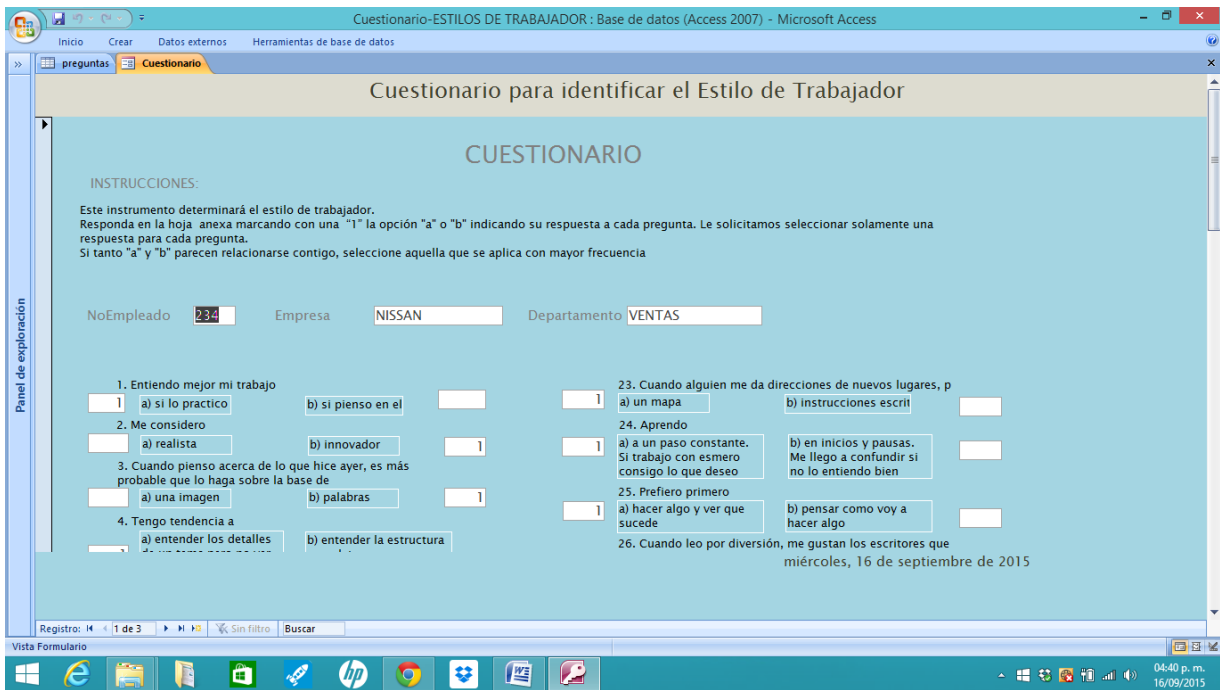 Cuestionario-ESTILOS DE TRABAJADOR : Base de datos (Access 2007) - Microsoft Access
Inicio Crear Datos externos Herramientas de base de datos
preguntas Cuestionario
Cuestionario para identificar el Estilo de Trabajador
CUESTIONARIO
INSTRUCCIONES:
Este instrumento determinará el estilo de trabajador.
Responda en la hoja anexa marcando con una "1" la opción "a" o "b" indicando su respuesta a cada pregunta. Le solicitamos seleccionar solamente una
respuesta para cada pregunta.
Si tanto "a" y "b" parecen relacionarse contigo, seleccione aquella que se aplica con mayor frecuencia
NoEmpleado 234 Empresa NISSAN Departamento VENTAS
Panel de exploración
1. Entiendo mejor mi trabajo
1 a) si lo practico b) si pienso en el
2. Me considero
a) realista b) innovador 1
3. Cuando pienso acerca de lo que hice ayer, es más
probable que lo haga sobre la base de
a) una imagen b) palabras 1
4. Tengo tendencia a
a) entender los detalles b) entender la estructura
23. Cuando alguien me da direcciones de nuevos lugares, p
1 a) un mapa b) instrucciones escrit
24. Aprendo
1 a) a un paso constante. b) en inicios y pausas.
Si trabajo con esmero Me llego a confundir si
consigo lo que deseo no lo entiendo bien
25. Prefiero primero
1 a) hacer algo y ver que b) pensar como voy a
sucede hacer algo
26. Cuando leo por diversión, me gustan los escritores que
miércoles, 16 de septiembre de 2015
Registro: 1 de 3 Sin filtro Buscar
Vista Formulario
04:40 p. m.
16/09/2015